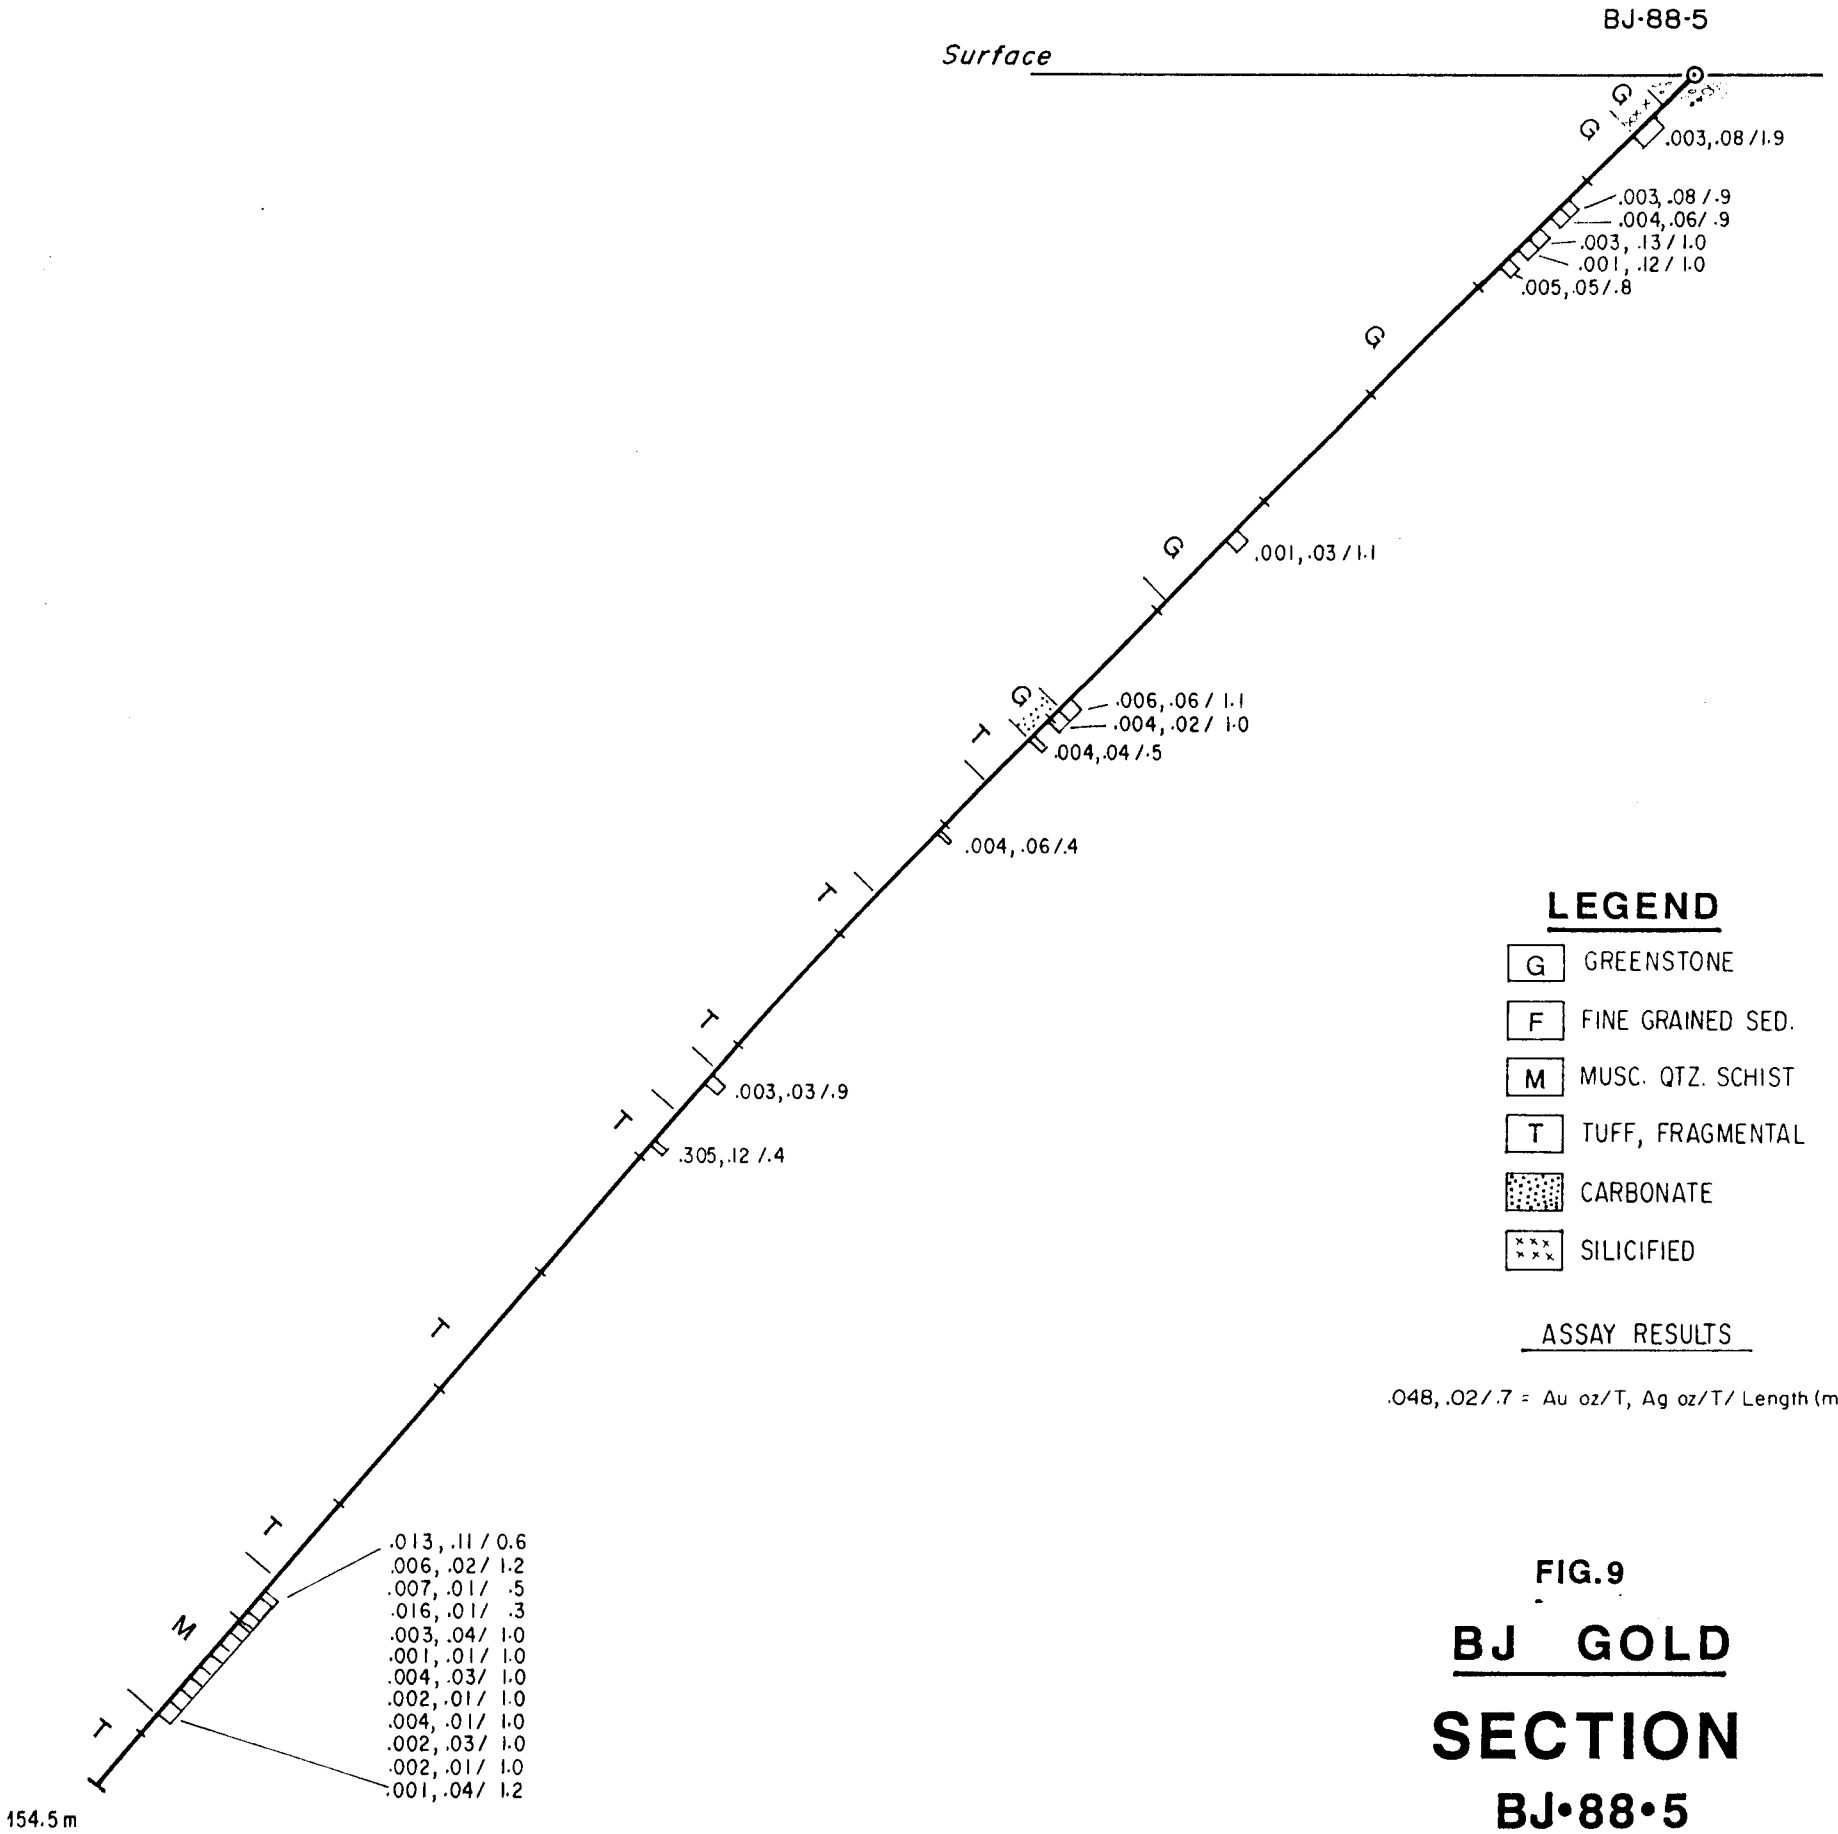 BJ-88-5
Surface
G
G
.003, .08/1.9
.003, .08/.9
.004, .06/.9
.003, .13/1.0
.001, .12/1.0
.005, .05/.8
G
.001, .03/1.1
G
G
.006, .06/1.1
.004, .02/1.0
T
.004, .04/.5
.004, .06/.4
T
T
.003, .03/.9
T
.305, .12/.4
T
T
.013, .11/0.6
.006, .02/1.2
.007, .01/.5
.016, .01/.3
.003, .04/1.0
.001, .01/1.0
.004, .03/1.0
.002, .01/1.0
.004, .01/1.0
.002, .03/1.0
.002, .01/1.0
.001, .04/1.2
M
T
154.5 m
LEGEND
G GREENSTONE
F FINE GRAINED SED.
M MUSC. QTZ. SCHIST
T TUFF, FRAGMENTAL
CARBONATE
SILICIFIED
ASSAY RESULTS
.048, .02/.7 = Au oz/T, Ag oz/T/ Length (m
FIG.9
BJ GOLD
SECTION
BJ•88•5